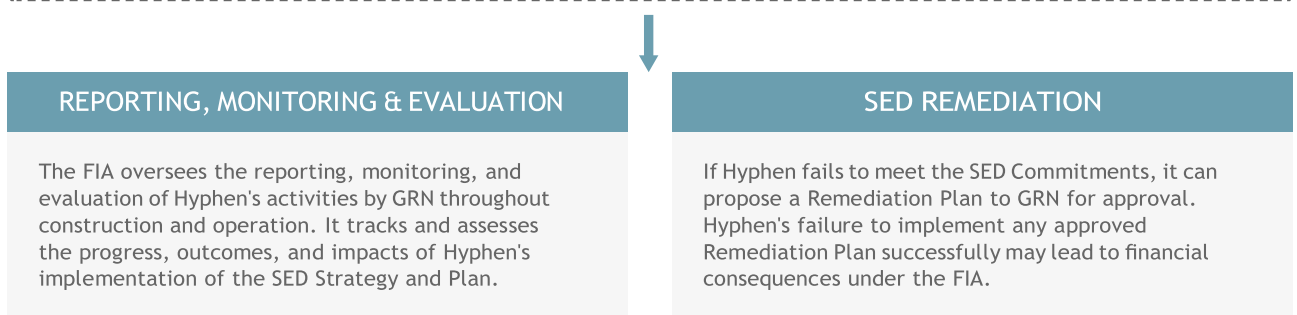 REPORTING, MONITORING & EVALUATION
The FIA oversees the reporting, monitoring, and
evaluation of Hyphen's activities by GRN throughout
construction and operation. It tracks and assesses
the progress, outcomes, and impacts of Hyphen's
implementation of the SED Strategy and Plan.
SED REMEDIATION
If Hyphen fails to meet the SED Commitments, it can
propose a Remediation Plan to GRN for approval.
Hyphen's failure to implement any approved
Remediation Plan successfully may lead to financial
consequences under the FIA.